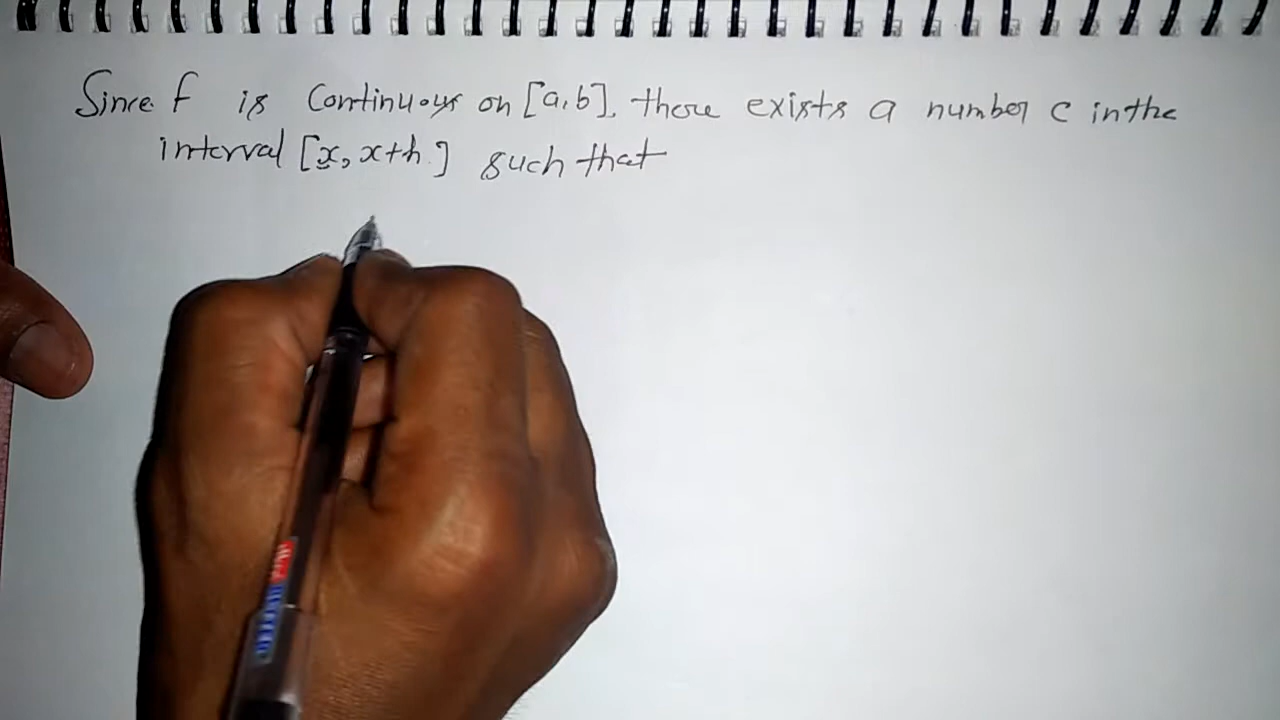 Since f is continuous on [a,b], there exists a number c in the
interval [x, x+h] such that